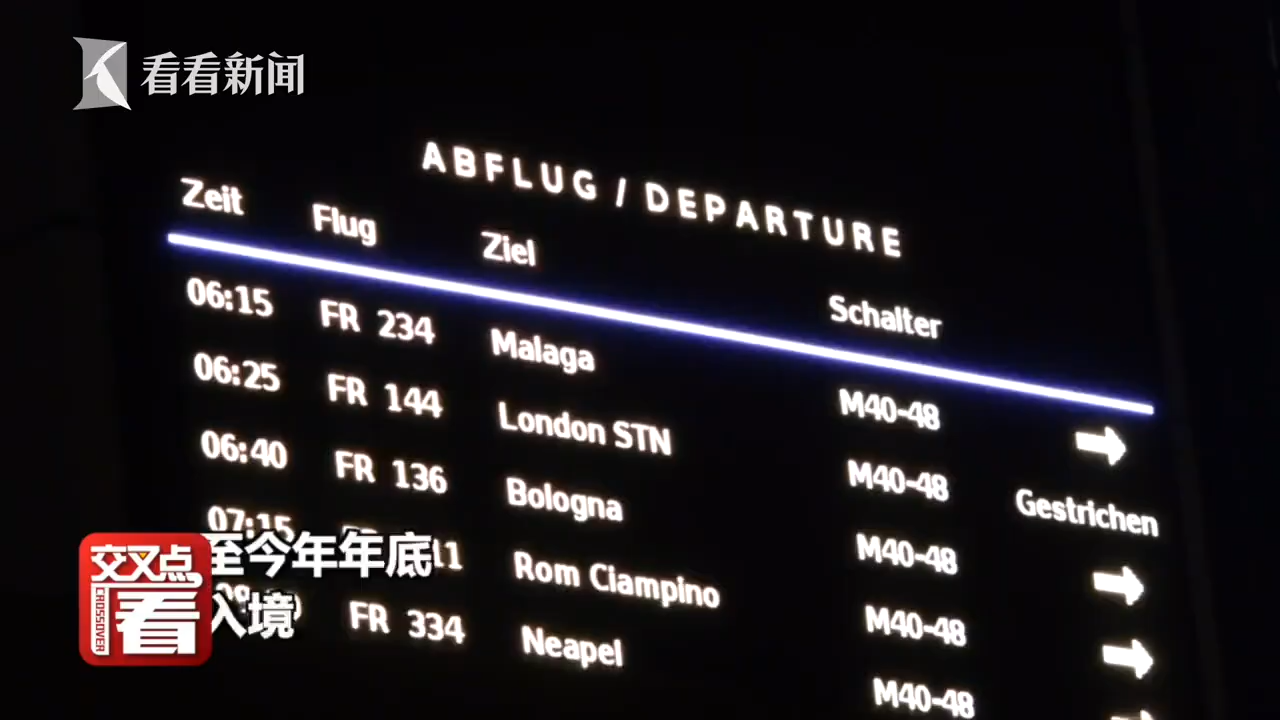 看看新闻
ABFLUG / DEPARTURE
Zeit Flug Ziel Schalter
06:15 FR 234 Malaga M40-48
06:25 FR 144 London STN M40-48 Gestrichen
06:40 FR 136 Bologna M40-48
07:15 Rom Ciampino M40-48
FR 334 Neapel M40-48
至今年年底
入境
交叉点
看
CROSSOVER